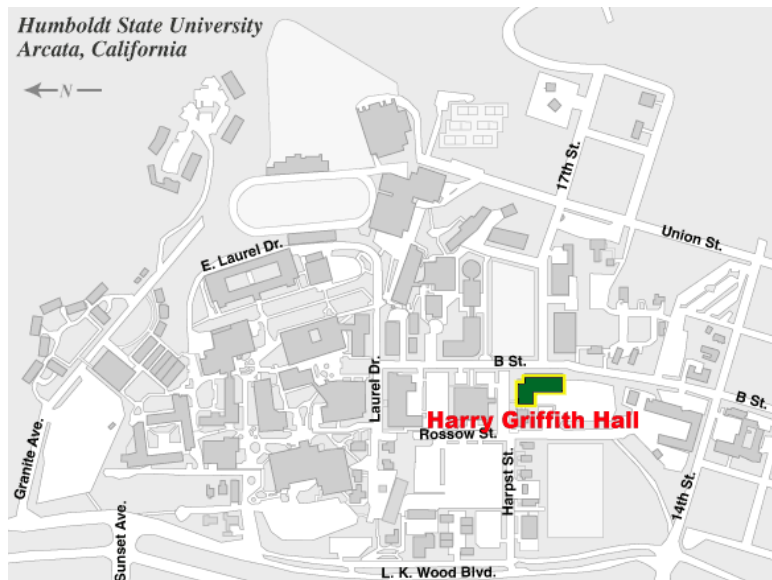 Humboldt State University
Arcata, California
N
17th St.
Union St.
E. Laurel Dr.
B St.
Laurel Dr.
B St.
Harry Griffith Hall
Rossow St.
Granite Ave.
Harpst St.
14th St.
Sunset Ave.
L. K. Wood Blvd.